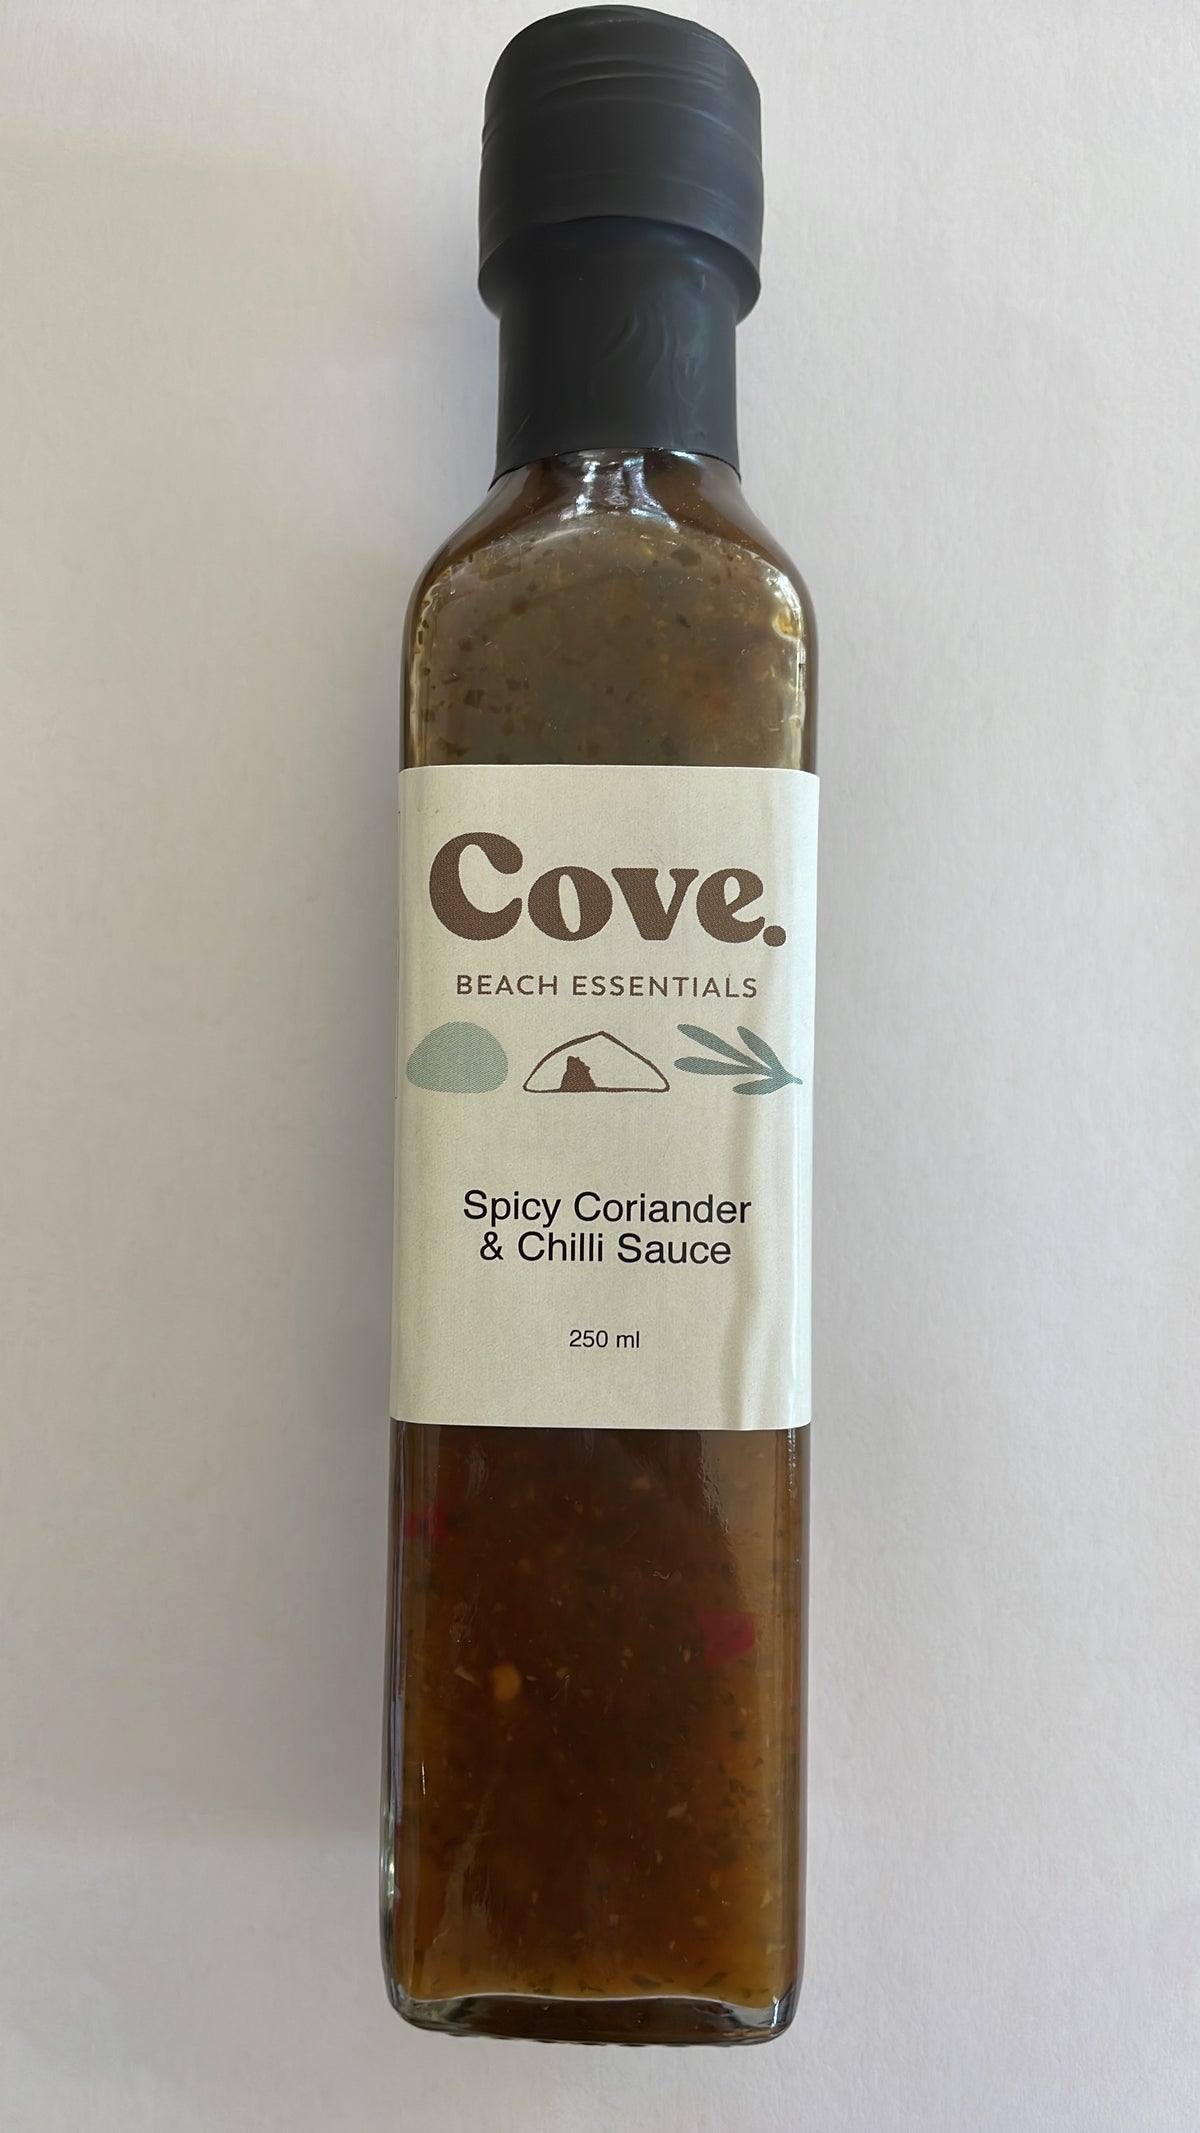 Cove.
BEACH ESSENTIALS
Spicy Coriander
& Chilli Sauce
250 ml